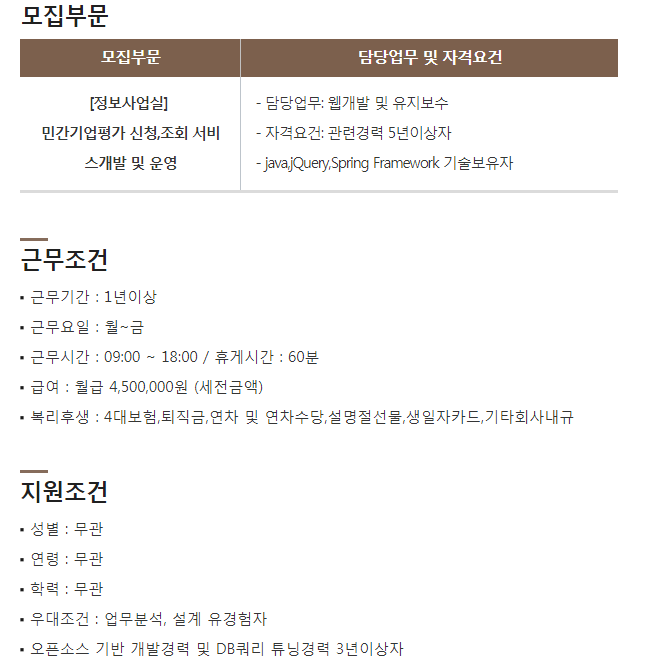 모집부문
모집부문 담당업무 및 자격요건
[정보사업실]
민간기업평가 신청,조회 서비
스개발 및 운영
- 담당업무: 웹개발 및 유지보수
- 자격요건: 관련경력 5년이상자
- java,jQuery,Spring Framework 기술보유자
근무조건
▪ 근무기간 : 1년이상
▪ 근무요일 : 월~금
▪ 근무시간 : 09:00 ~ 18:00 / 휴게시간 : 60분
▪ 급여 : 월급 4,500,000원 (세전금액)
▪ 복리후생 : 4대보험,퇴직금,연차 및 연차수당,설명절선물,생일자카드,기타회사내규
지원조건
▪ 성별 : 무관
▪ 연령 : 무관
▪ 학력 : 무관
▪ 우대조건 : 업무분석, 설계 유경험자
▪ 오픈소스 기반 개발경력 및 DB쿼리 튜닝경력 3년이상자